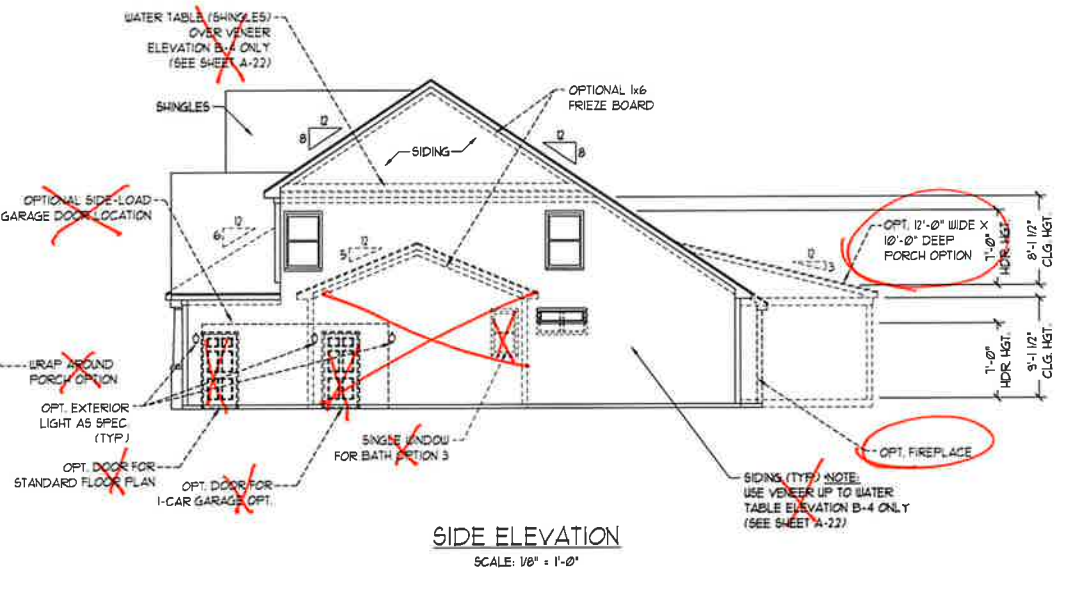 WATER TABLE (SHINGLES)
OVER VENEER
ELEVATION B-4 ONLY
(SEE SHEET A-22)
OPTIONAL 1x6
FRIEZE BOARD
SHINGLES
12
8
12
8
SIDING
OPTIONAL SIDE-LOAD
GARAGE DOOR LOCATION
12
6
12
5
OPT. 12'-0" WIDE X
10'-0" DEEP
PORCH OPTION
12
3
7'-0"
HDR. HGT.
8'-1 1/2"
CLG. HGT.
7'-0"
HDR. HGT.
9'-1 1/2"
CLG. HGT.
WRAP AROUND
PORCH OPTION
OPT. EXTERIOR
LIGHT AS SPEC.
(TYP.)
SINGLE WINDOW
FOR BATH OPTION 3
OPT. FIREPLACE
OPT. DOOR FOR
STANDARD FLOOR PLAN
OPT. DOOR FOR
1-CAR GARAGE OPT.
SIDING (TYP.) NOTE:
USE VENEER UP TO WATER
TABLE ELEVATION B-4 ONLY
(SEE SHEET A-22)
SIDE ELEVATION
SCALE: 1/8" = 1'-0"